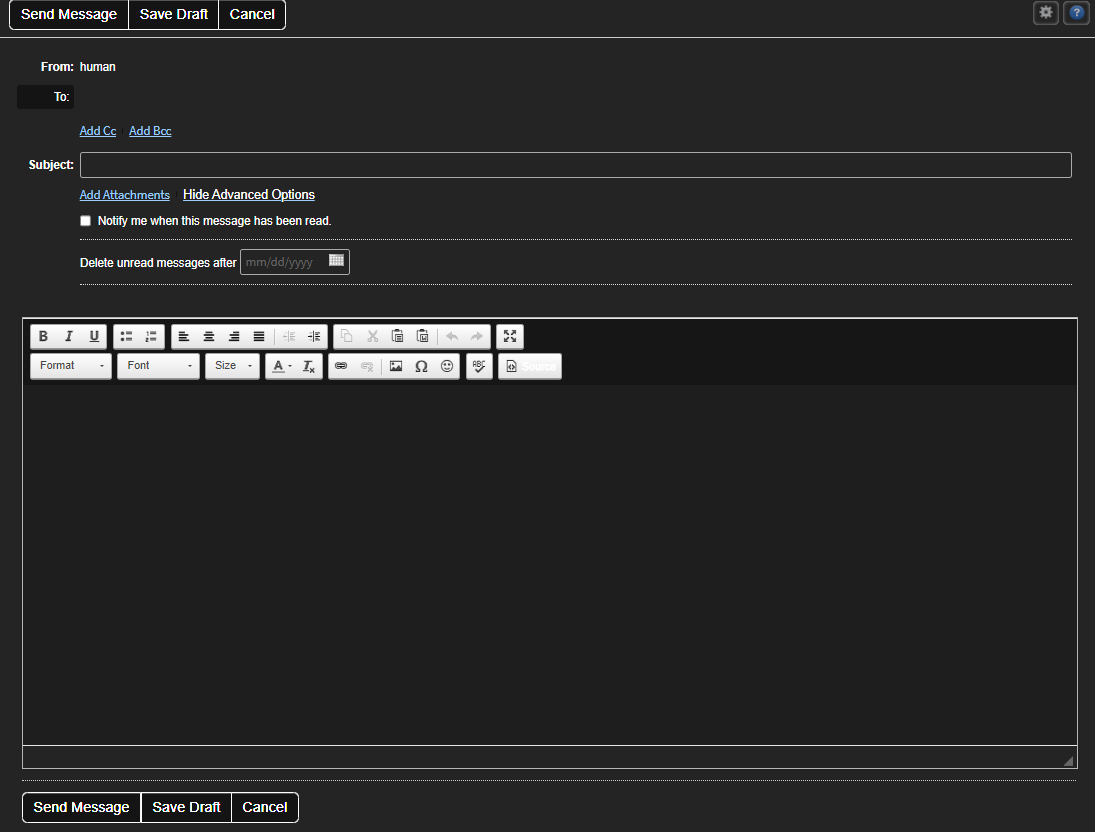 Send Message Save Draft Cancel ?
From: human
To:
Add Cc Add Bcc
Subject:
Add Attachments Hide Advanced Options
Notify me when this message has been read.
Delete unread messages after mm/dd/yyyy
B I U
Format Font Size A Tx Ω ABC Source
Send Message Save Draft Cancel